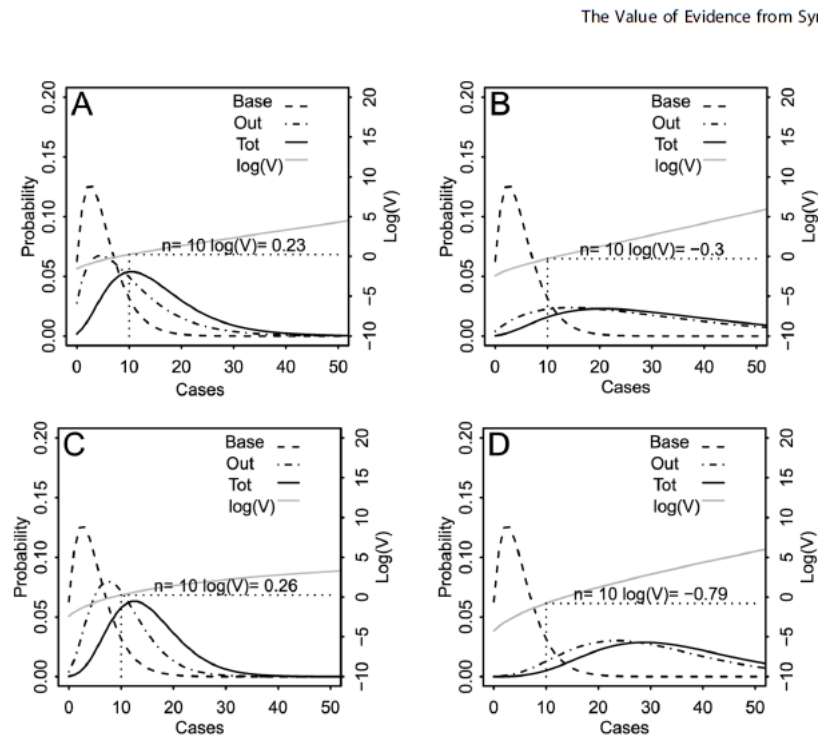 The Value of Evidence from Syn
A
Base
Out
Tot
log(V)
n= 10 log(V)= 0.23
Probability
0.00 0.05 0.10 0.15 0.20
Log(V)
−10 −5 0 5 10 15 20
0 10 20 30 40 50
Cases
B
Base
Out
Tot
log(V)
n= 10 log(V)= −0.3
Probability
0.00 0.05 0.10 0.15 0.20
Log(V)
−10 −5 0 5 10 15 20
0 10 20 30 40 50
Cases
C
Base
Out
Tot
log(V)
n= 10 log(V)= 0.26
Probability
0.00 0.05 0.10 0.15 0.20
Log(V)
−10 −5 0 5 10 15 20
0 10 20 30 40 50
Cases
D
Base
Out
Tot
log(V)
n= 10 log(V)= −0.79
Probability
0.00 0.05 0.10 0.15 0.20
Log(V)
−10 −5 0 5 10 15 20
0 10 20 30 40 50
Cases